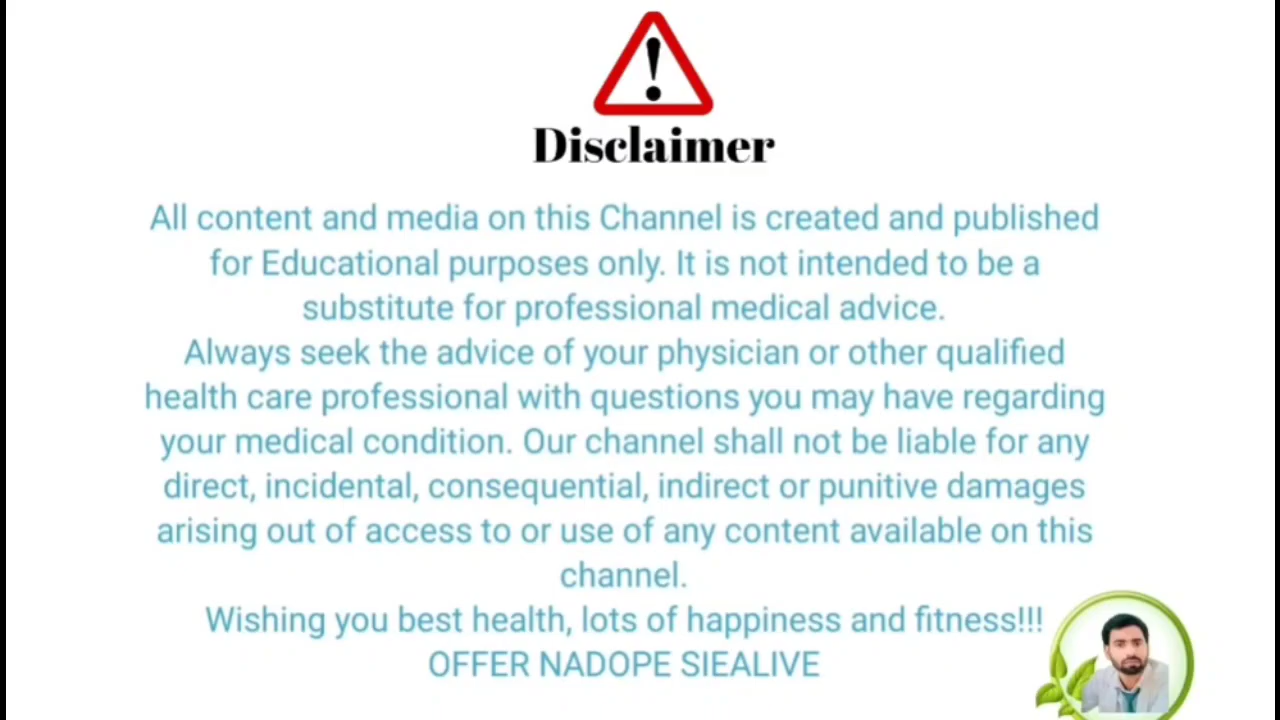 Disclaimer
All content and media on this Channel is created and published
for Educational purposes only. It is not intended to be a
substitute for professional medical advice.
Always seek the advice of your physician or other qualified
health care professional with questions you may have regarding
your medical condition. Our channel shall not be liable for any
direct, incidental, consequential, indirect or punitive damages
arising out of access to or use of any content available on this
channel.
Wishing you best health, lots of happiness and fitness!!!
OFFER NADOPE SIEALIVE